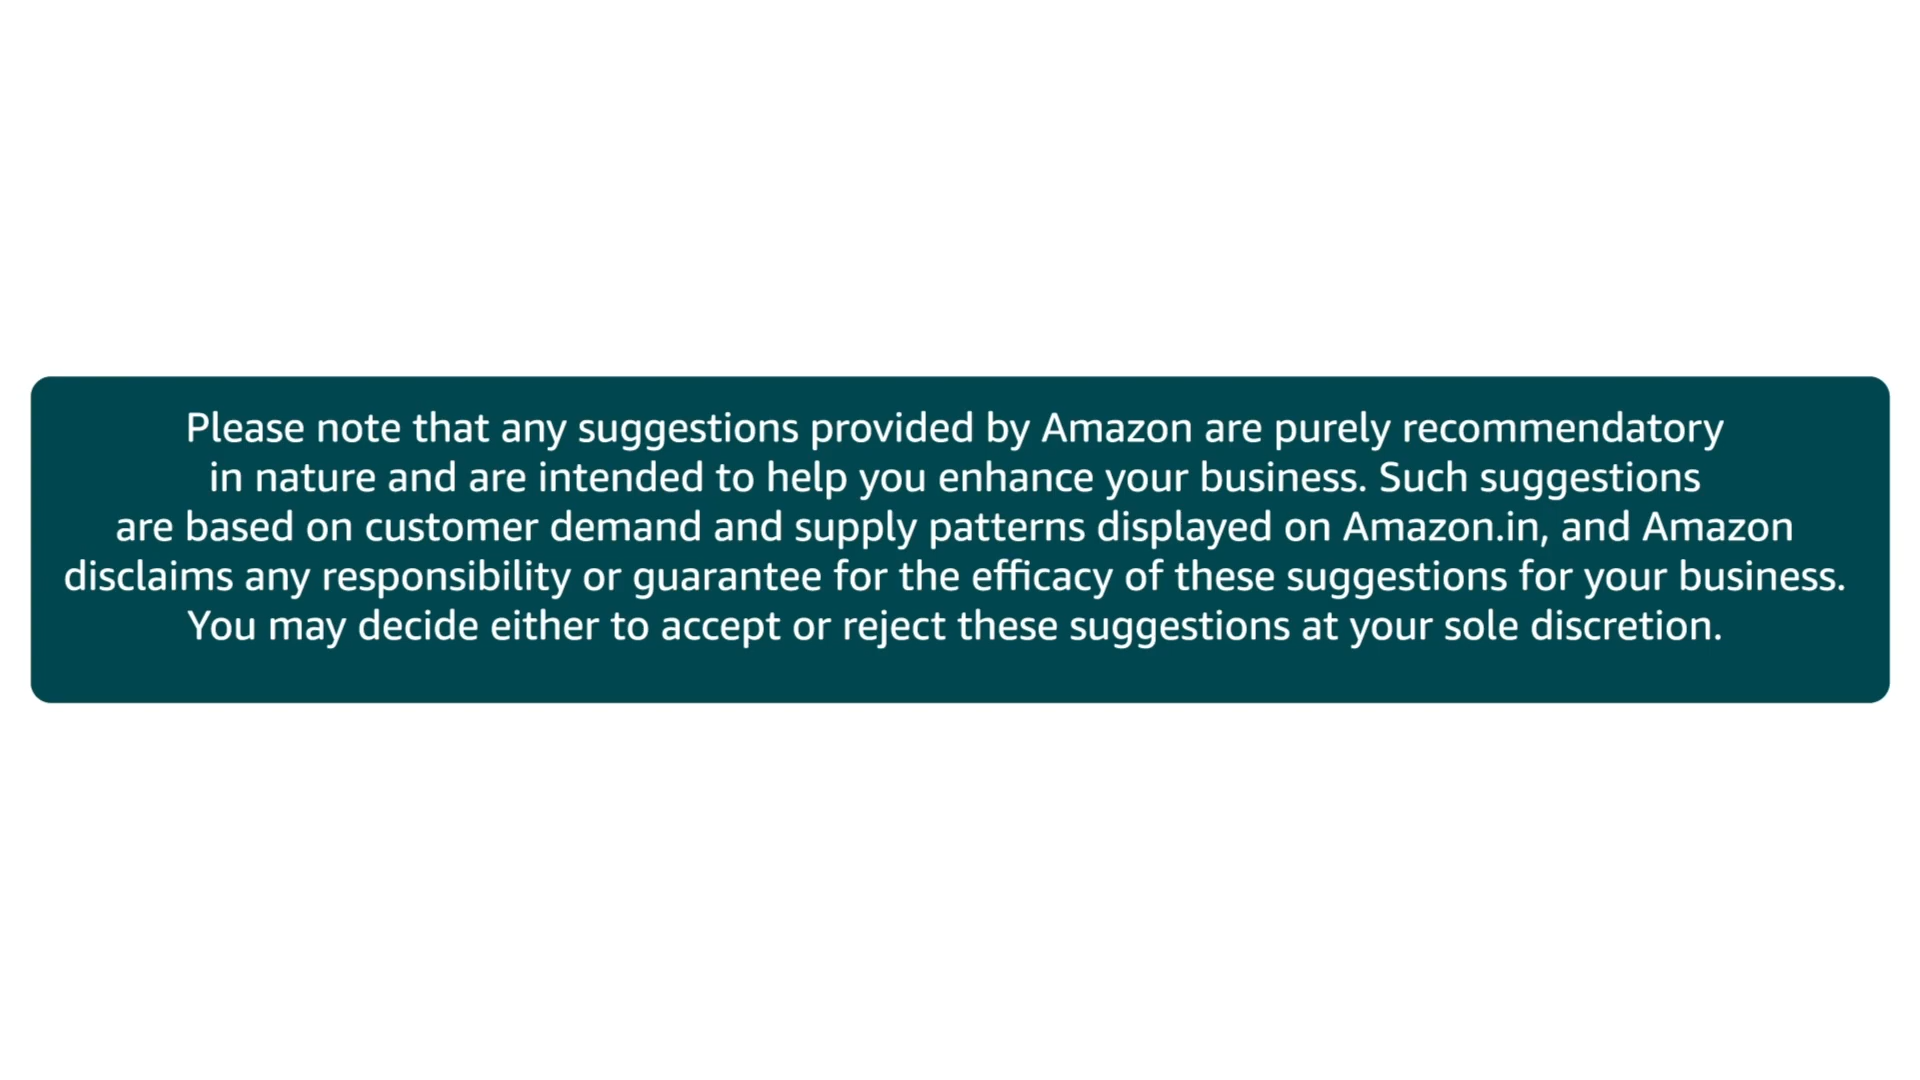 Please note that any suggestions provided by Amazon are purely recommendatory
in nature and are intended to help you enhance your business. Such suggestions
are based on customer demand and supply patterns displayed on Amazon.in, and Amazon
disclaims any responsibility or guarantee for the efficacy of these suggestions for your business.
You may decide either to accept or reject these suggestions at your sole discretion.